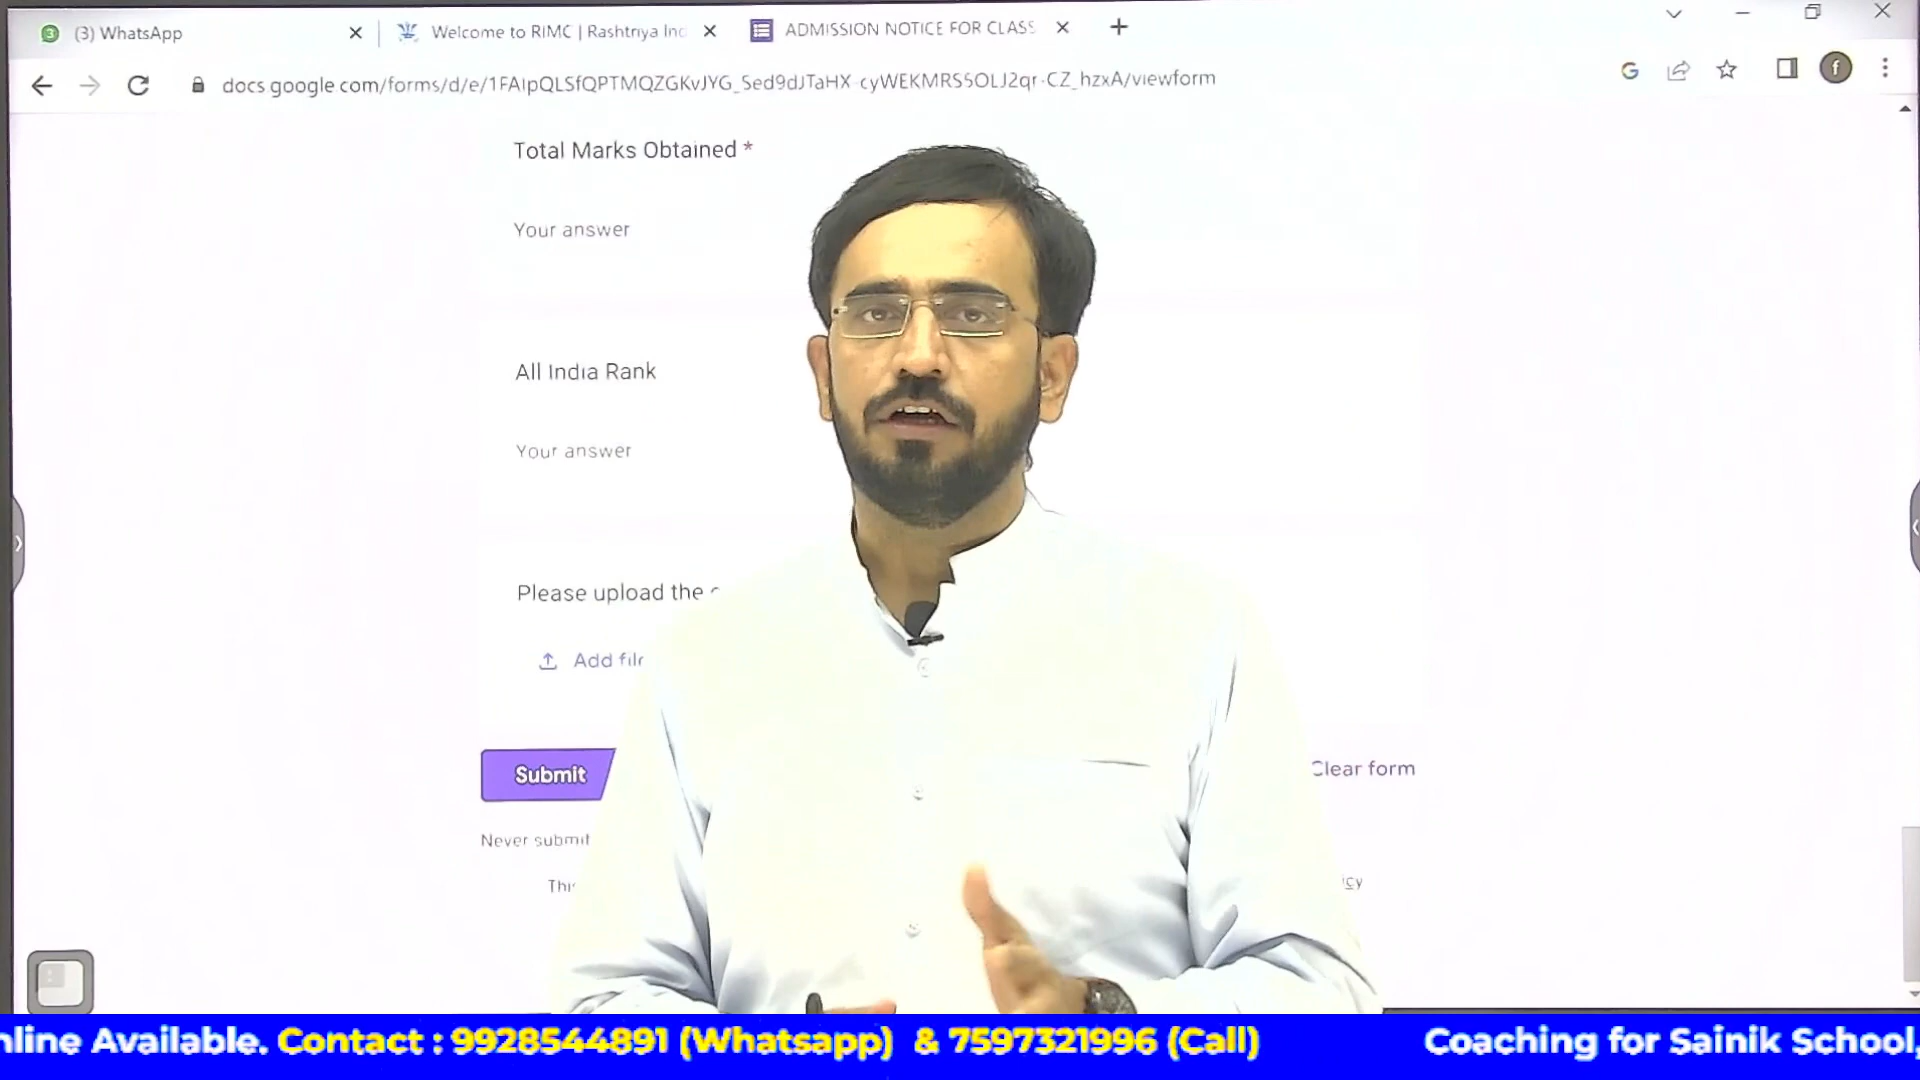 (3) WhatsApp
Welcome to RIMC | Rashtriya Inc
ADMISSION NOTICE FOR CLASS
docs.google.com/forms/d/e/1FAIpQLSfQPTMQZGKvJYG_Sed9dJTaHX-cyWEKMRS5OLJ2qr-CZ_hzxA/viewform
Total Marks Obtained *
Your answer
All India Rank
Your answer
Please upload the
Add file
Submit
Clear form
Never submit
nline Available. Contact : 9928544891 (Whatsapp) & 7597321996 (Call)
Coaching for Sainik School,